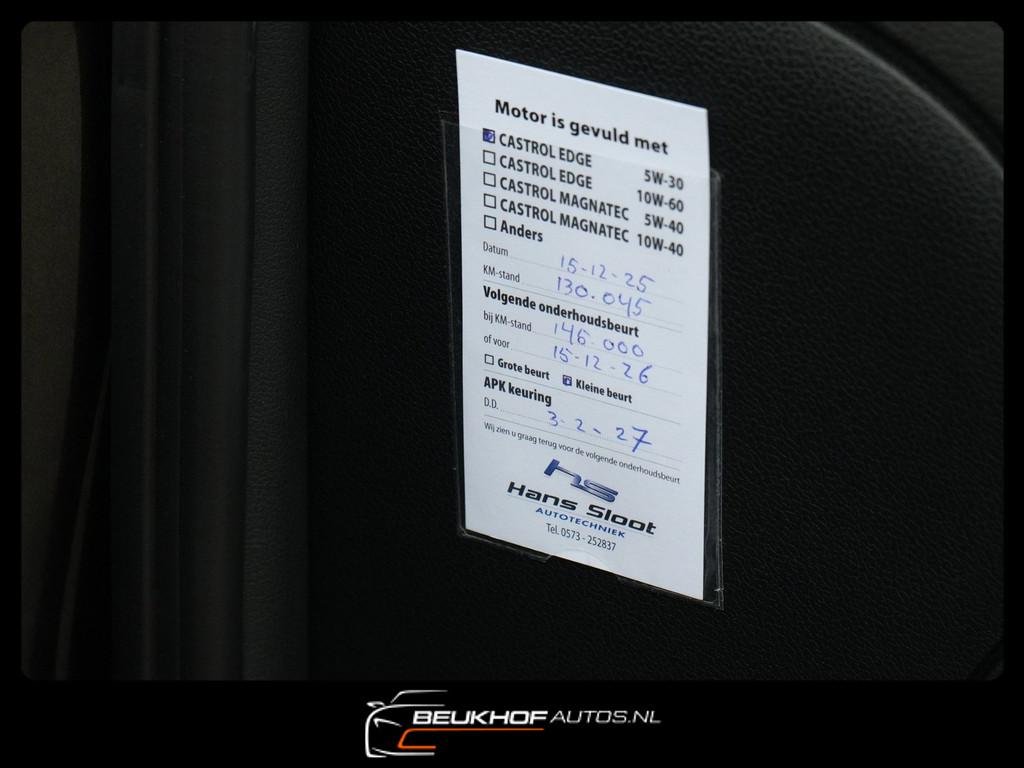 Motor is gevuld met
CASTROL EDGE 5W-30
CASTROL EDGE 10W-60
CASTROL MAGNATEC 5W-40
CASTROL MAGNATEC 10W-40
Anders
Datum 15-12-25
KM-stand 130.045
Volgende onderhoudsbeurt
bij KM-stand 145.000
of voor 15-12-26
Grote beurt Kleine beurt
APK keuring
D.D. 3-2-27
Wij zien u graag terug voor de volgende onderhoudsbeurt
hs
Hans Sloot
AUTOTECHNIEK
Tel. 0573 - 252837
BEUKHOFAUTOS.NL